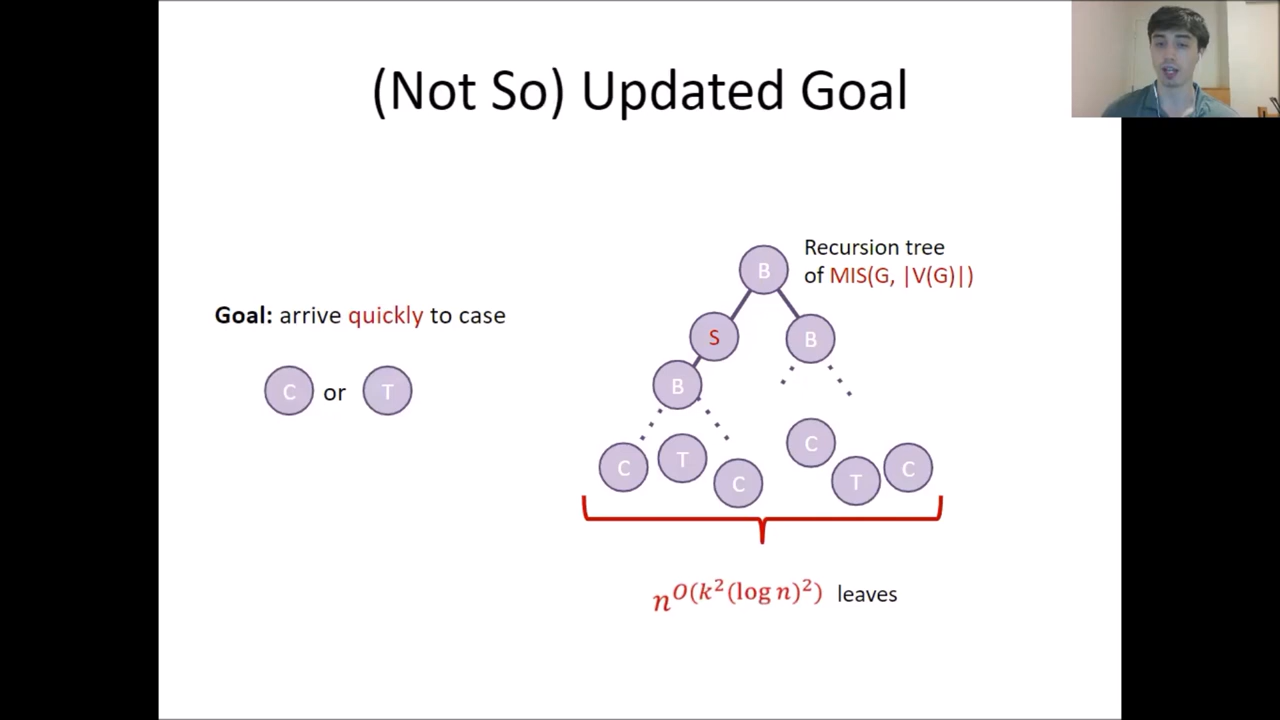 (Not So) Updated Goal
Goal: arrive quickly to case
C or T
Recursion tree
of MIS(G, |V(G)|)
B
S B
B
C T C C T C
n^{O(k^2(log n)^2)} leaves